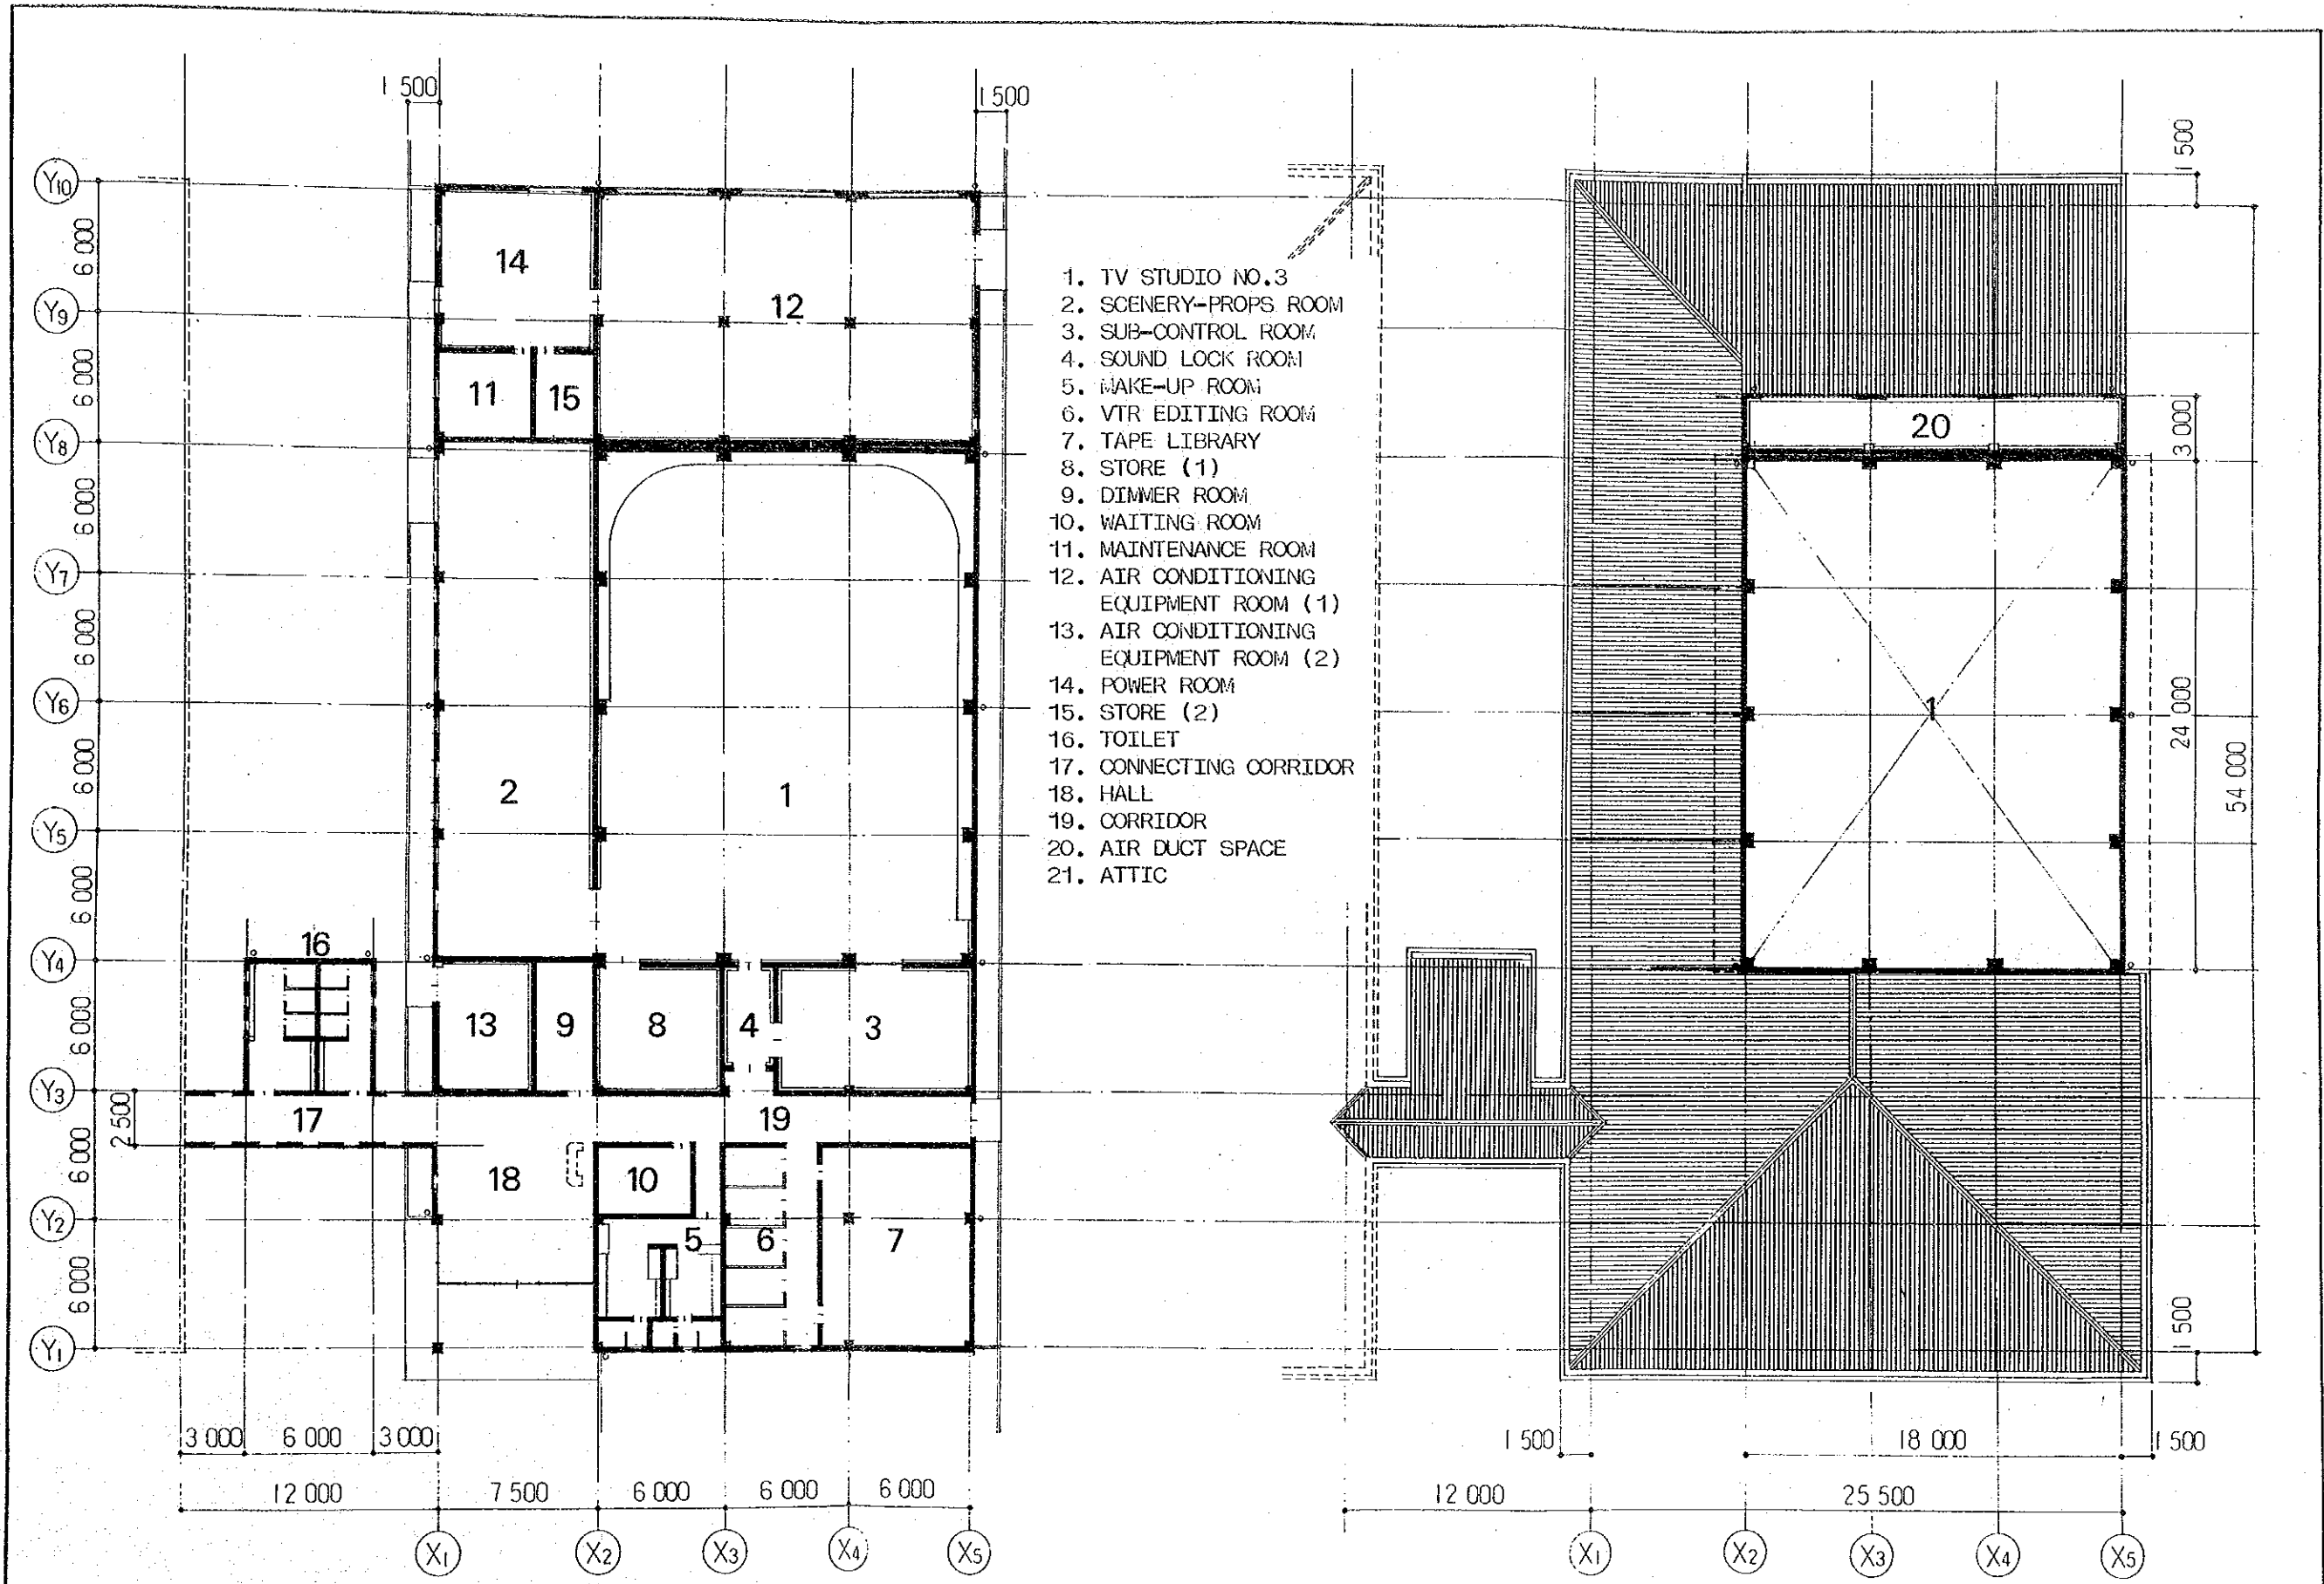 1 500
1 500
Y10
6 000
Y9
6 000
Y8
6 000
Y7
6 000
Y6
6 000
Y5
6 000
Y4
6 000
Y3
2 500
6 000
Y2
6 000
Y1
14
12
11
15
2
1
16
13
9
8
4
3
17
19
18
10
5
6
7
3 000
6 000
3 000
12 000
7 500
6 000
6 000
6 000
X1
X2
X3
X4
X5
1. TV STUDIO NO.3
2. SCENERY-PROPS ROOM
3. SUB-CONTROL ROOM
4. SOUND LOCK ROOM
5. MAKE-UP ROOM
6. VTR EDITING ROOM
7. TAPE LIBRARY
8. STORE (1)
9. DIMMER ROOM
10. WAITING ROOM
11. MAINTENANCE ROOM
12. AIR CONDITIONING
EQUIPMENT ROOM (1)
13. AIR CONDITIONING
EQUIPMENT ROOM (2)
14. POWER ROOM
15. STORE (2)
16. TOILET
17. CONNECTING CORRIDOR
18. HALL
19. CORRIDOR
20. AIR DUCT SPACE
21. ATTIC
1 500
20
3 000
1
24 000
54 000
1 500
1 500
18 000
1 500
12 000
25 500
X1
X2
X3
X4
X5